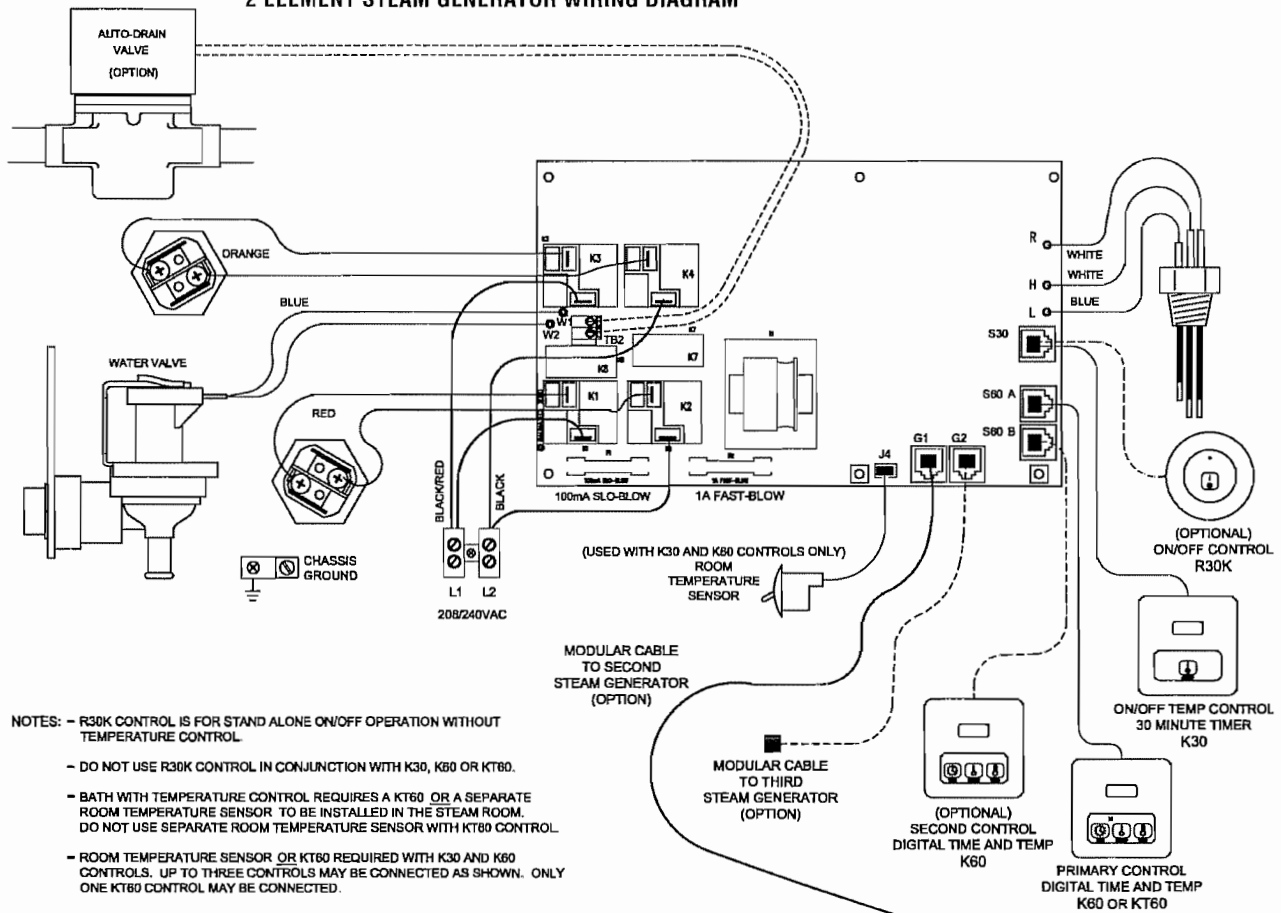 2 ELEMENT STEAM GENERATOR WIRING DIAGRAM
AUTO-DRAIN
VALVE
(OPTION)
ORANGE
BLUE
WATER VALVE
RED
CHASSIS
GROUND
BLACK/RED
BLACK
L1
L2
208/240VAC
K3
K4
W1
W2
TB2
K7
K7
K1
K2
100mA SLO-BLOW
100mA SLO-BLOW
1A FAST-BLOW
1A FAST-BLOW
J4
G1
G2
R
H
L
WHITE
WHITE
BLUE
S30
S60 A
S60 B
(OPTIONAL)
ON/OFF CONTROL
R30K
(USED WITH K30 AND K60 CONTROLS ONLY)
ROOM
TEMPERATURE
SENSOR
MODULAR CABLE
TO SECOND
STEAM GENERATOR
(OPTION)
MODULAR CABLE
TO THIRD
STEAM GENERATOR
(OPTION)
ON/OFF TEMP CONTROL
30 MINUTE TIMER
K30
(OPTIONAL)
SECOND CONTROL
DIGITAL TIME AND TEMP
K60
PRIMARY CONTROL
DIGITAL TIME AND TEMP
K60 OR KT60
NOTES: - R30K CONTROL IS FOR STAND ALONE ON/OFF OPERATION WITHOUT
TEMPERATURE CONTROL.
- DO NOT USE R30K CONTROL IN CONJUNCTION WITH K30, K60 OR KT60.
- BATH WITH TEMPERATURE CONTROL REQUIRES A KT60 OR A SEPARATE
ROOM TEMPERATURE SENSOR TO BE INSTALLED IN THE STEAM ROOM.
DO NOT USE SEPARATE ROOM TEMPERATURE SENSOR WITH KT60 CONTROL
- ROOM TEMPERATURE SENSOR OR KT60 REQUIRED WITH K30 AND K60
CONTROLS. UP TO THREE CONTROLS MAY BE CONNECTED AS SHOWN. ONLY
ONE KT60 CONTROL MAY BE CONNECTED.